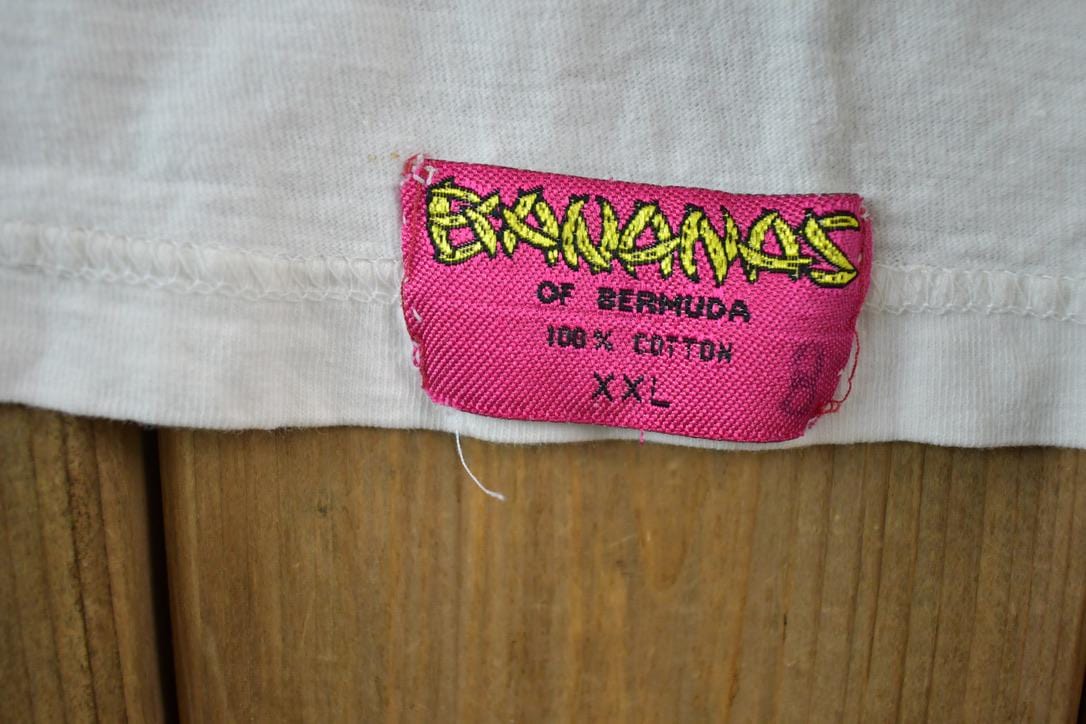 BANANAS
OF BERMUDA
100% COTTON
XXL